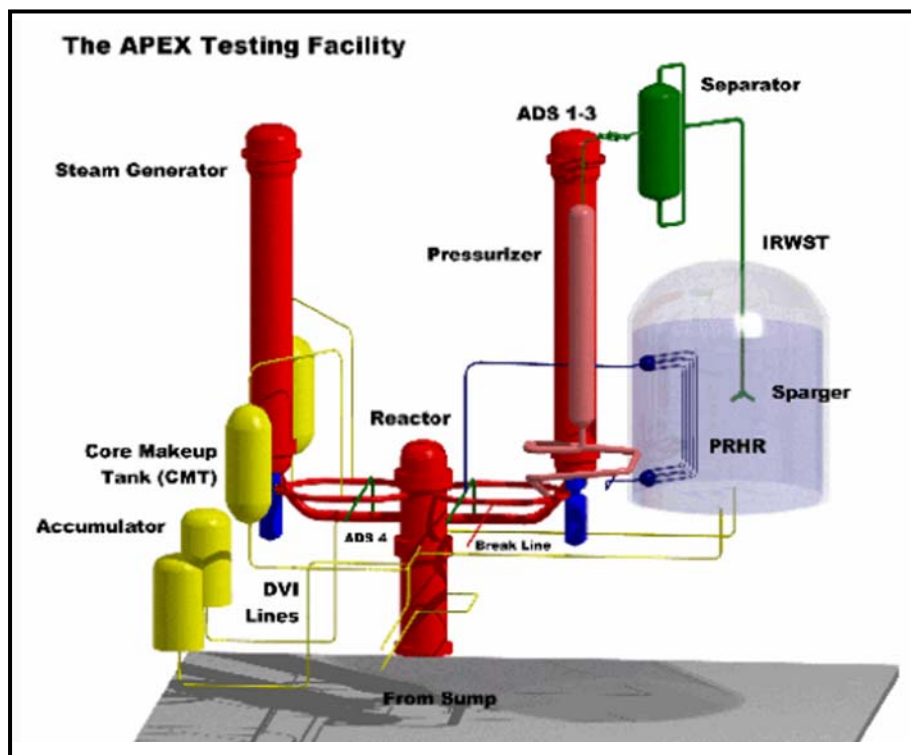 The APEX Testing Facility
Separator
ADS 1-3
Steam Generator
IRWST
Pressurizer
Sparger
Reactor
PRHR
Core Makeup
Tank (CMT)
Accumulator
ADS 4
Break Line
DVI
Lines
From Sump